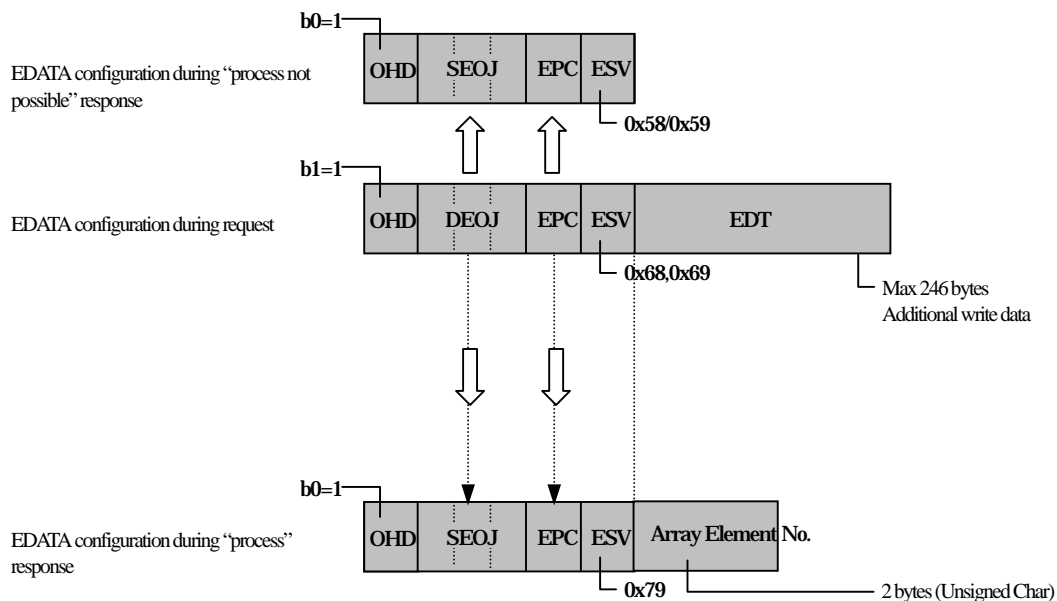 b0=1
OHD SEOJ EPC ESV
EDATA configuration during “process not
possible” response
0x58/0x59
b1=1
OHD DEOJ EPC ESV EDT
EDATA configuration during request
0x68,0x69
Max 246 bytes
Additional write data
b0=1
OHD SEOJ EPC ESV Array Element No.
EDATA configuration during “process”
response
0x79
2 bytes (Unsigned Char)